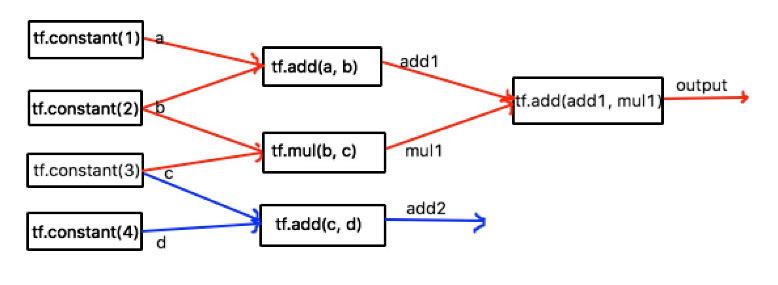 tf.constant(1)
a
tf.constant(2)
b
tf.constant(3)
c
tf.constant(4)
d
tf.add(a, b)
add1
tf.mul(b, c)
mul1
tf.add(c, d)
add2
tf.add(add1, mul1)
output